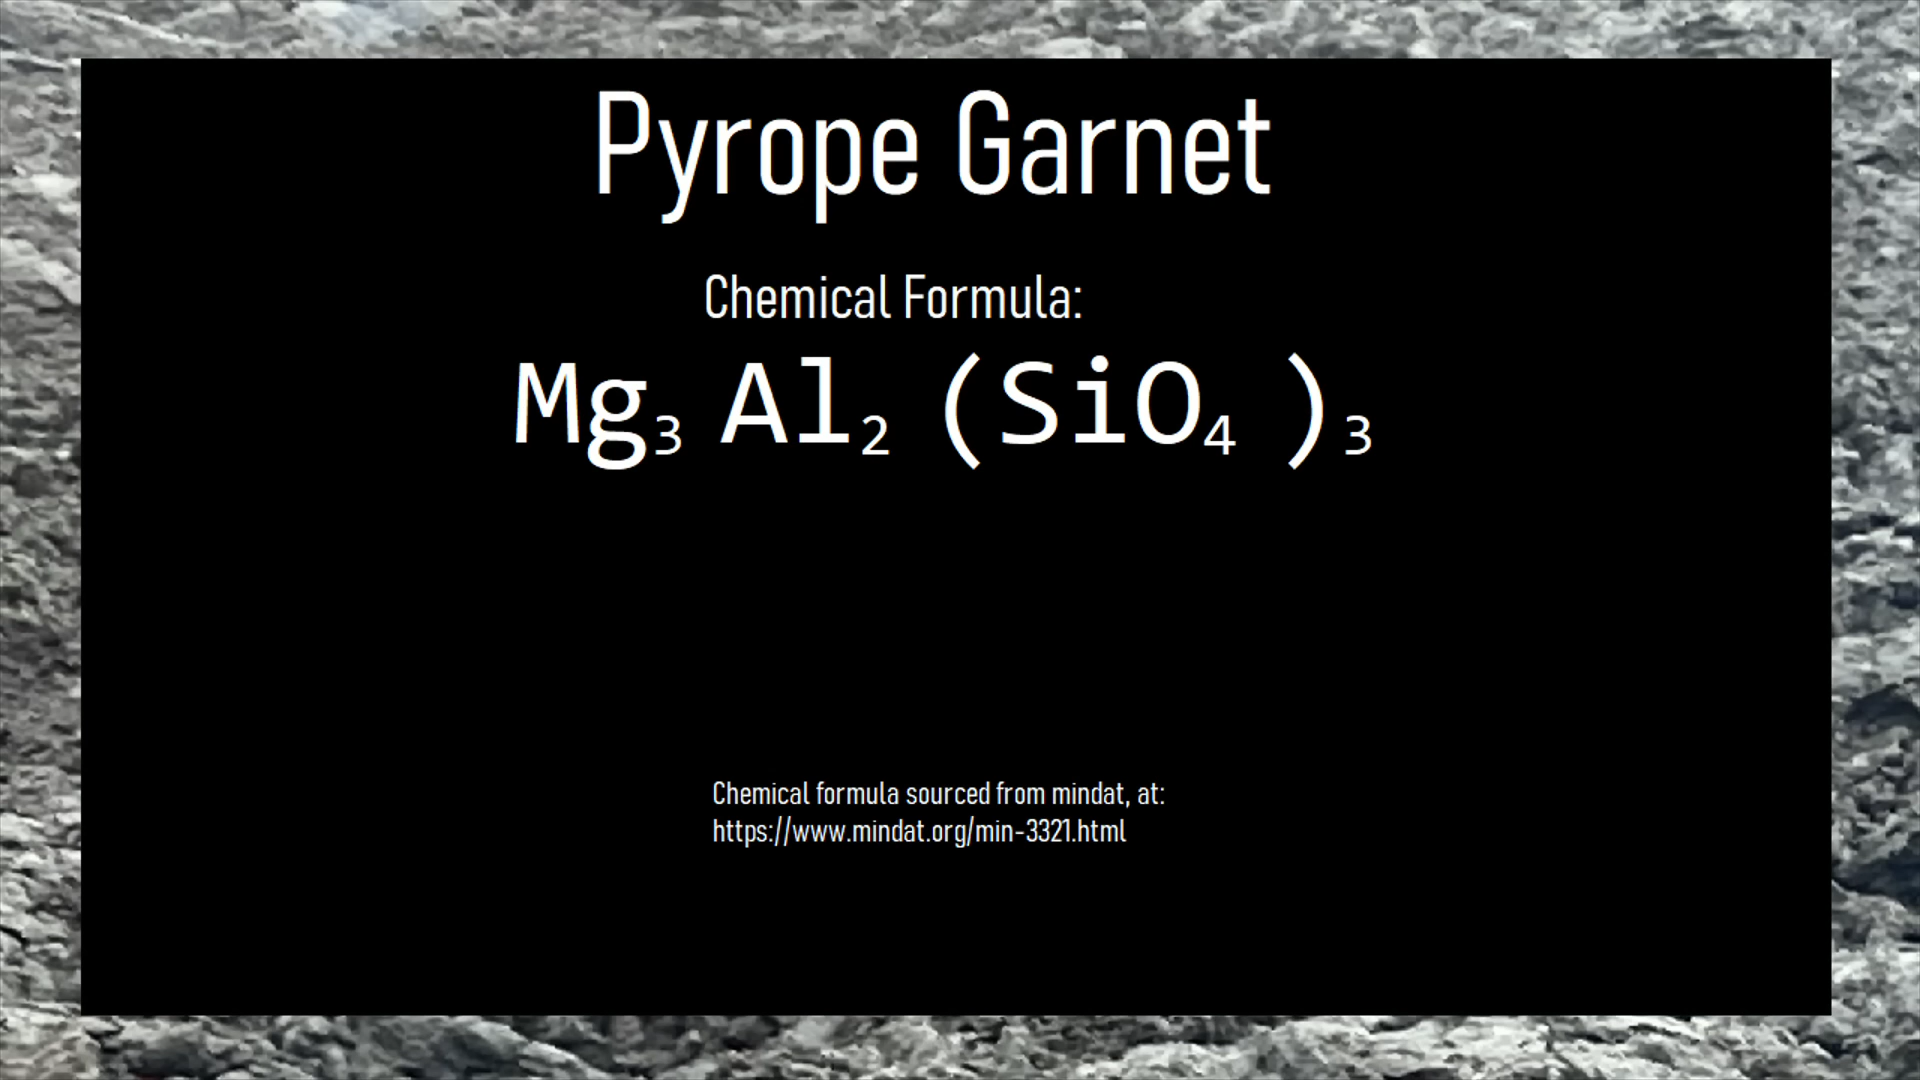 Pyrope Garnet
Chemical Formula:
Mg₃ Al₂ (SiO₄ )₃
Chemical formula sourced from mindat, at:
https://www.mindat.org/min-3321.html